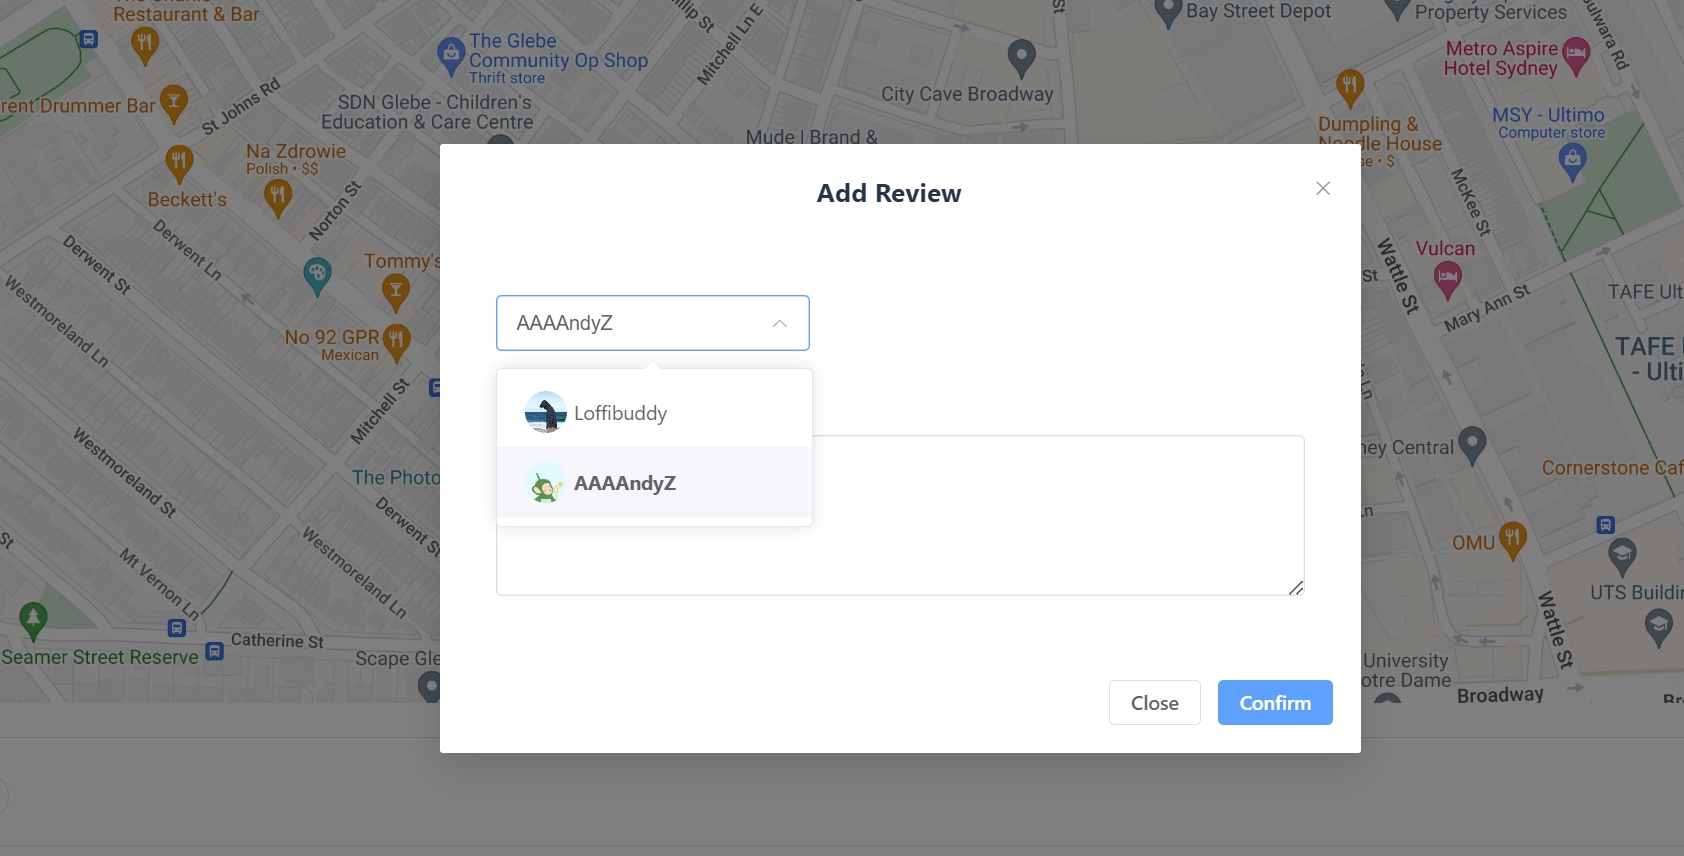 Restaurant & Bar
The Glebe
Community Op Shop
Thrift store
Mitchell Ln E
St
Bay Street Depot
Property Services
Metro Aspire
Hotel Sydney
City Cave Broadway
rent Drummer Bar
St Johns Rd
SDN Glebe - Children's
Education & Care Centre
Mude | Brand &
Dumpling &
Noodle House
MSY - Ultimo
Computer store
Na Zdrowie
Polish • $$
Beckett's
Norton St
McKee St
Add Review
Derwent St
Derwent Ln
Tommy's
Vulcan
Wattle St
St
Mary Ann St
TAFE Ult
Westmoreland Ln
AAAAndyZ
No 92 GPR
Mexican
TAFE
- Ulti
Mitchell St
Loffibuddy
AAAAndyZ
Westmoreland St
The Photo
ney Central
Cornerstone Caf
Derwent St
Westmoreland Ln
Ln
OMU
Mt Vernon Ln
UTS Buildin
Wattle St
Catherine St
Seamer Street Reserve
Scape Gle
University
otre Dame
Broadway
Close
Confirm